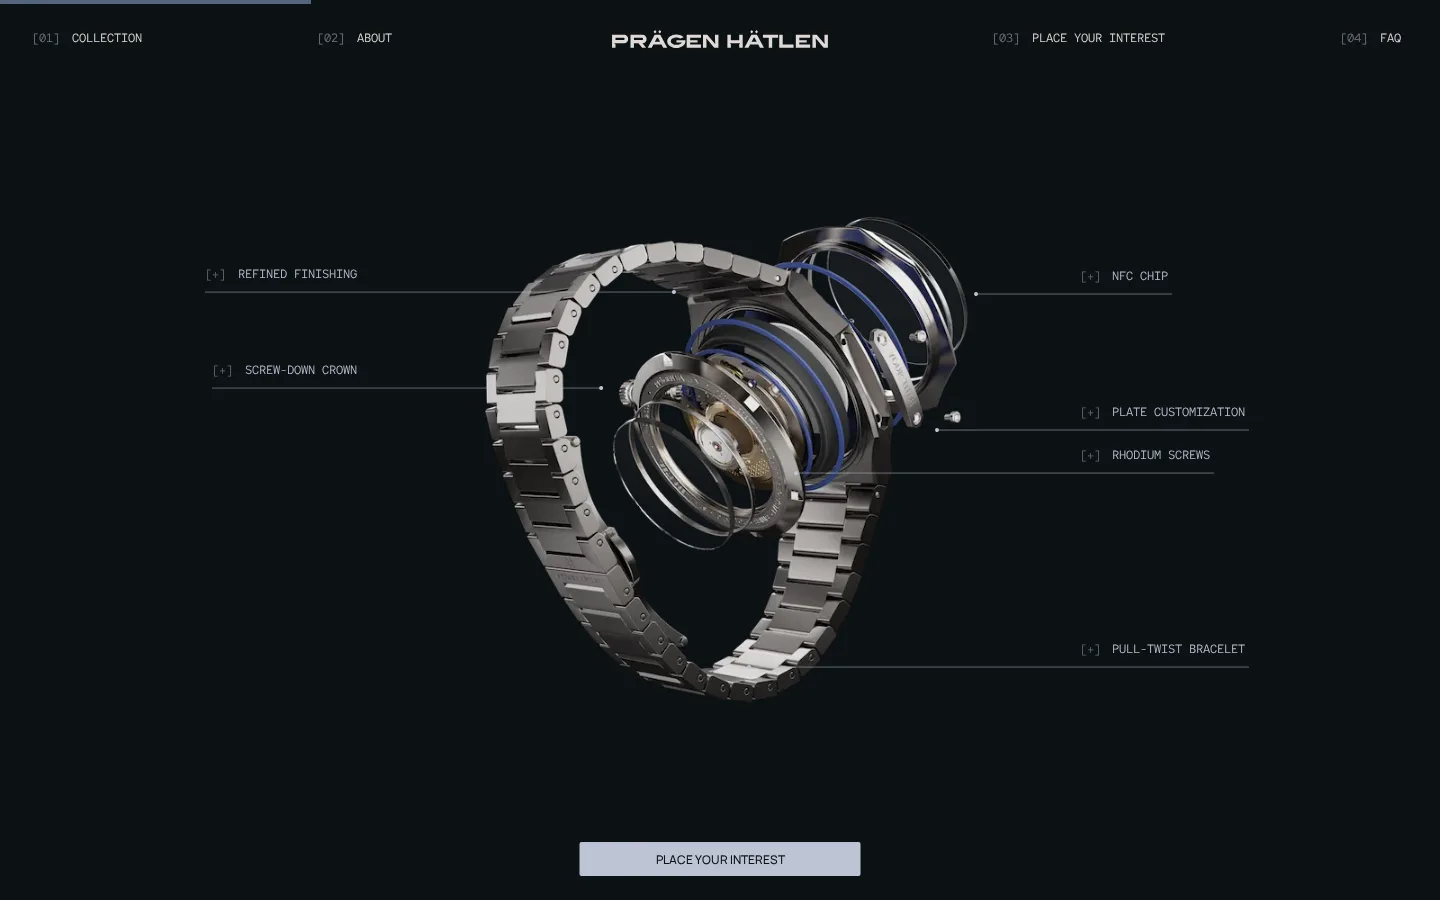 [01] COLLECTION
[02] ABOUT
PRÄGEN HÄTLEN
[03] PLACE YOUR INTEREST
[04] FAQ
[+] REFINED FINISHING
[+] NFC CHIP
[+] SCREW-DOWN CROWN
[+] PLATE CUSTOMIZATION
[+] RHODIUM SCREWS
[+] PULL-TWIST BRACELET
PLACE YOUR INTEREST